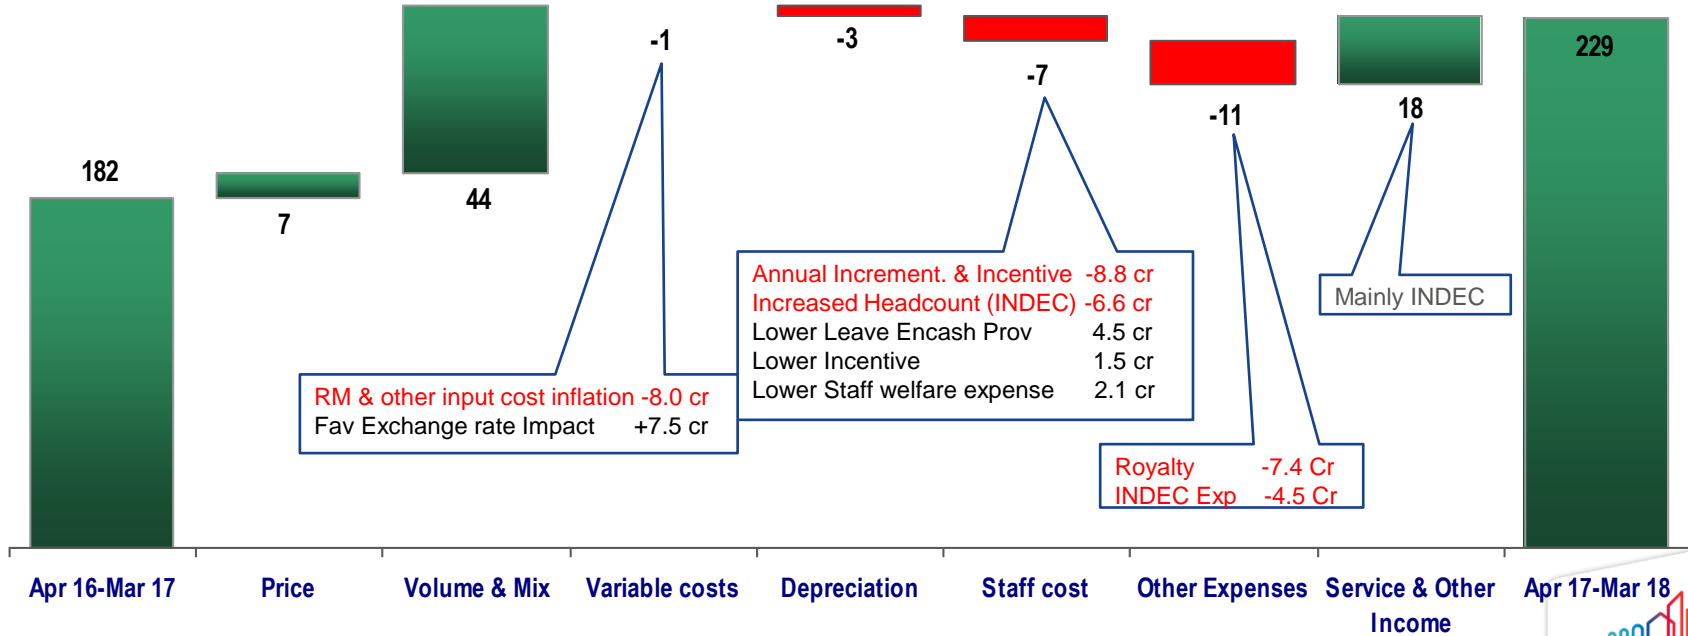 182
7
44
-1
-3
-7
-11
18
229
RM & other input cost inflation -8.0 cr
Fav Exchange rate Impact +7.5 cr
Annual Increment. & Incentive -8.8 cr
Increased Headcount (INDEC) -6.6 cr
Lower Leave Encash Prov 4.5 cr
Lower Incentive 1.5 cr
Lower Staff welfare expense 2.1 cr
Royalty -7.4 Cr
INDEC Exp -4.5 Cr
Mainly INDEC
Apr 16-Mar 17
Price
Volume & Mix
Variable costs
Depreciation
Staff cost
Other Expenses
Service & Other
Income
Apr 17-Mar 18